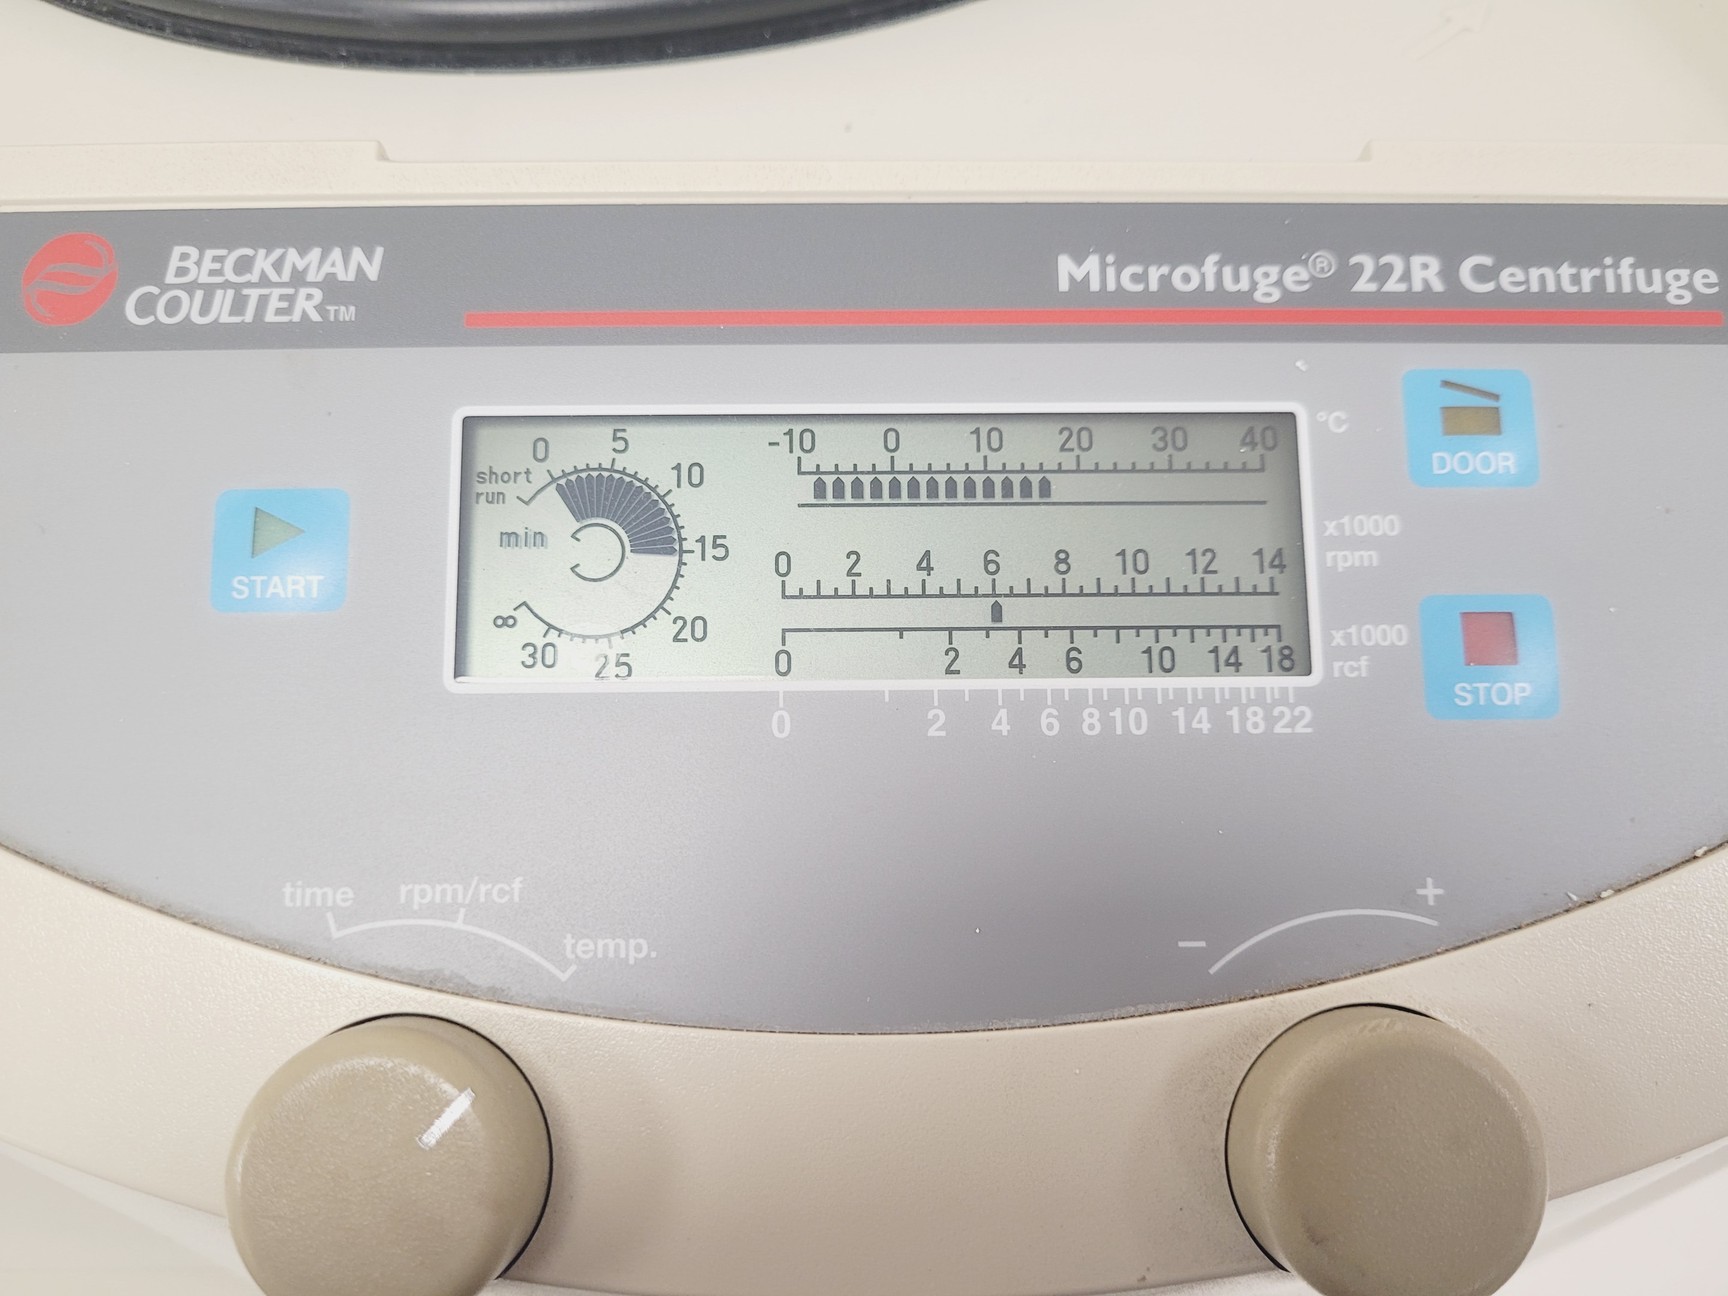 BECKMAN
COULTER™
Microfuge® 22R Centrifuge
START
short
run
min
0
5
10
15
20
25
30
∞
-10 0 10 20 30 40
°C
0 2 4 6 8 10 12 14
x1000
rpm
0 2 4 6 10 14 18
x1000
rcf
0 2 4 6 8 10 14 18 22
DOOR
STOP
time rpm/rcf temp.
− +